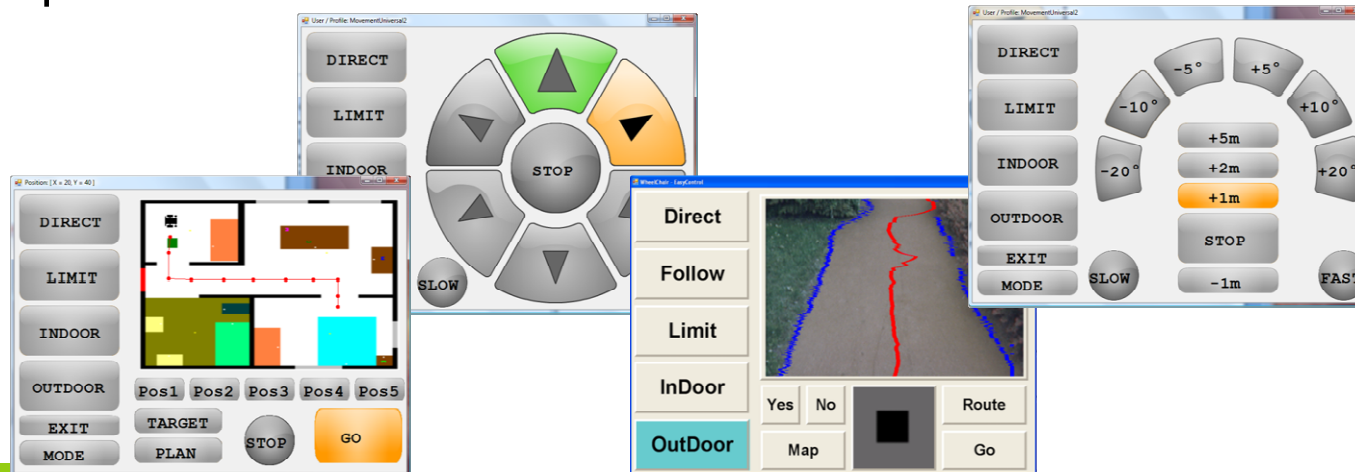 User / Profile: MovementUniversal2
DIRECT
LIMIT
INDOOR
STOP
SLOW
User / Profile: MovementUniversal2
DIRECT
LIMIT
INDOOR
OUTDOOR
EXIT
MODE
-20°
-10°
-5°
+5°
+10°
+20°
+5m
+2m
+1m
STOP
-1m
SLOW
FAST
Position: [ X = 20, Y = 40 ]
DIRECT
LIMIT
INDOOR
OUTDOOR
EXIT
MODE
Pos1 Pos2 Pos3 Pos4 Pos5
TARGET
PLAN
STOP
GO
WheelChair - EasyControl
Direct
Follow
Limit
InDoor
OutDoor
Yes No
Map
Route
Go